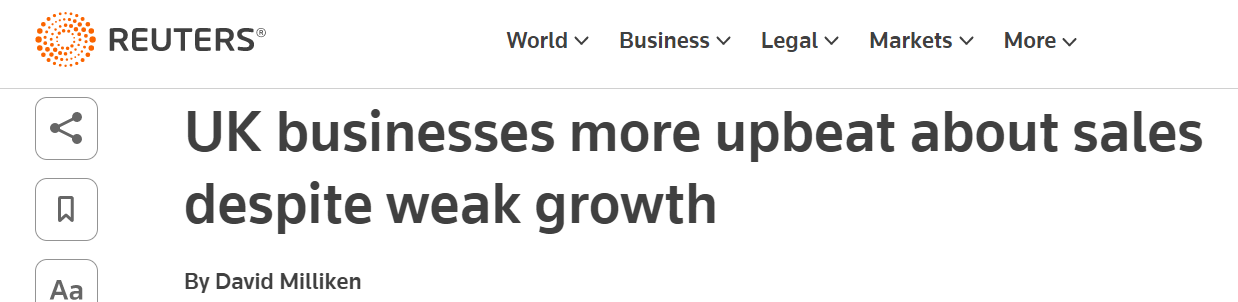 REUTERS®
World Business Legal Markets More
UK businesses more upbeat about sales
despite weak growth
By David Milliken
Aa